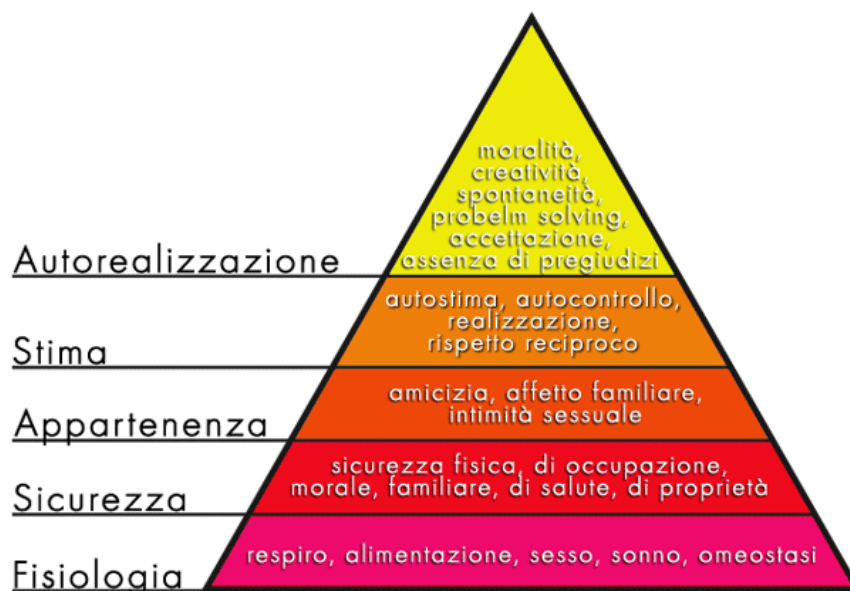 moralità,
creatività,
spontaneità,
probelm solving,
accettazione,
assenza di pregiudizi
Autorealizzazione
autostima, autocontrollo,
realizzazione,
rispetto reciproco
Stima
amicizia, affetto familiare,
intimità sessuale
Appartenenza
sicurezza fisica, di occupazione,
morale, familiare, di salute, di proprietà
Sicurezza
respiro, alimentazione, sesso, sonno, omeostasi
Fisiologia